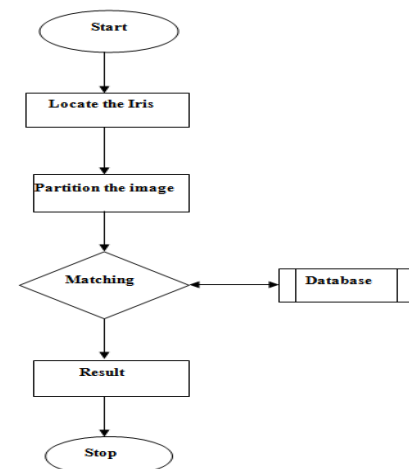 Start
Locate the Iris
Partition the image
Matching
Database
Result
Stop